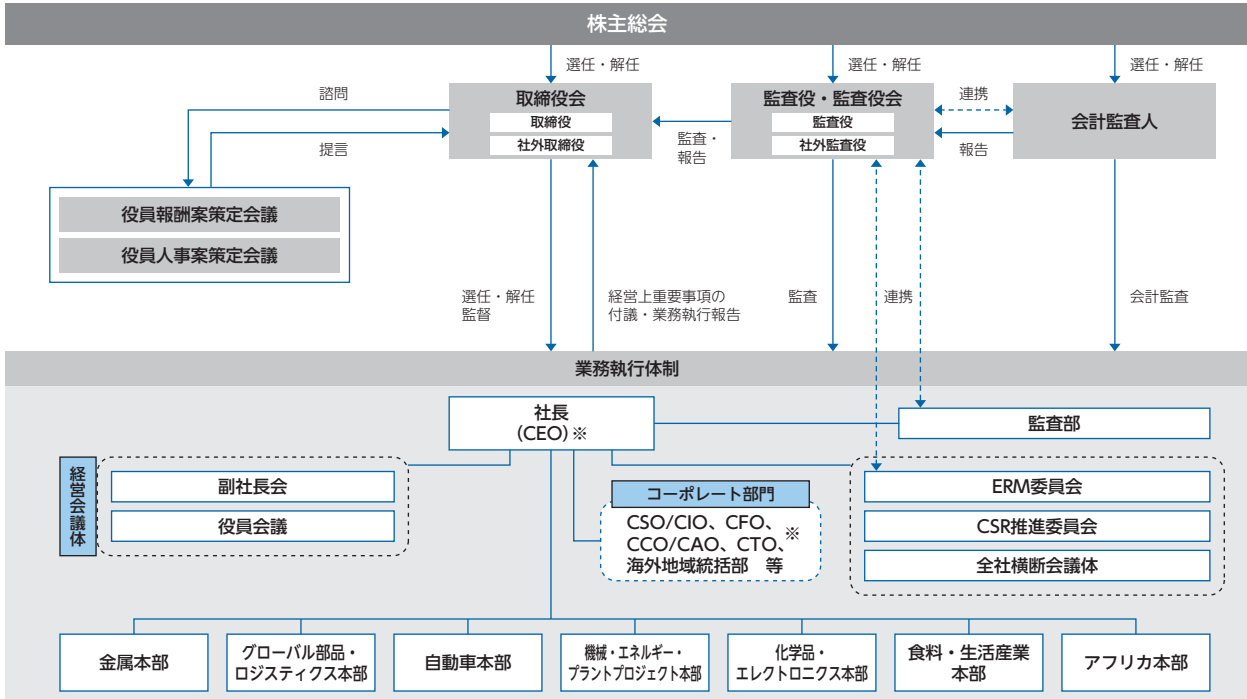 株主総会
選任・解任
選任・解任
選任・解任
諮問
取締役会
取締役
社外取締役
監査役・監査役会
監査役
社外監査役
連携
会計監査人
提言
監査・
報告
報告
役員報酬案策定会議
役員人事案策定会議
選任・解任
監督
経営上重要事項の
付議・業務執行報告
監査
連携
会計監査
業務執行体制
社長
(CEO)※
監査部
経営会議体
副社長会
役員会議
コーポレート部門
CSO/CIO、CFO、
CCO/CAO、CTO、※
海外地域統括部 等
ERM委員会
CSR推進委員会
全社横断会議体
金属本部
グローバル部品・
ロジスティクス本部
自動車本部
機械・エネルギー・
プラントプロジェクト本部
化学品・
エレクトロニクス本部
食料・生活産業
本部
アフリカ本部